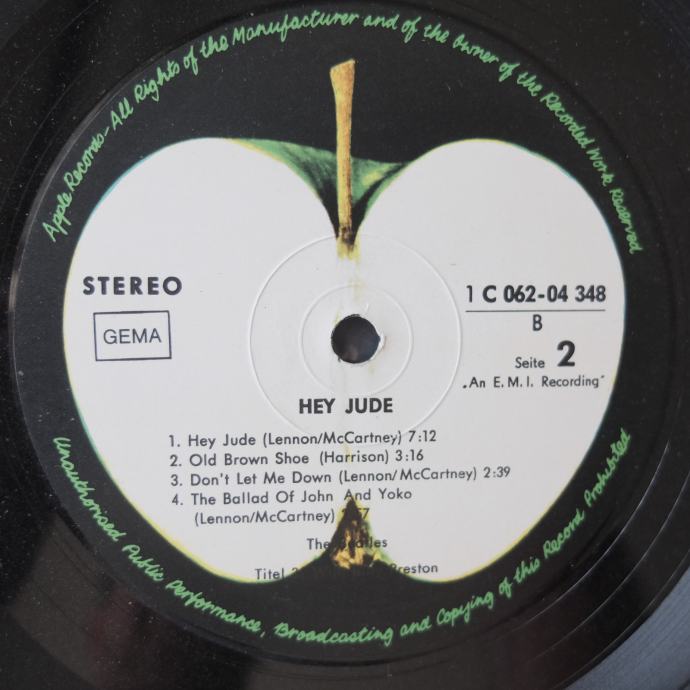 Apple Records-All Rights of the Manufacturer and of the Owner of the Recorded Work Reserved
STEREO
GEMA
1 C 062-04 348
B
Seite 2
"An E.M.I. Recording"
HEY JUDE
1. Hey Jude (Lennon/McCartney) 7:12
2. Old Brown Shoe (Harrison) 3:16
3. Don't Let Me Down (Lennon/McCartney) 2:39
4. The Ballad Of John And Yoko
(Lennon/McCartney)
The Beatles
Titel
Unauthorised Public Performance, Broadcasting and Copying of this Record Prohibited